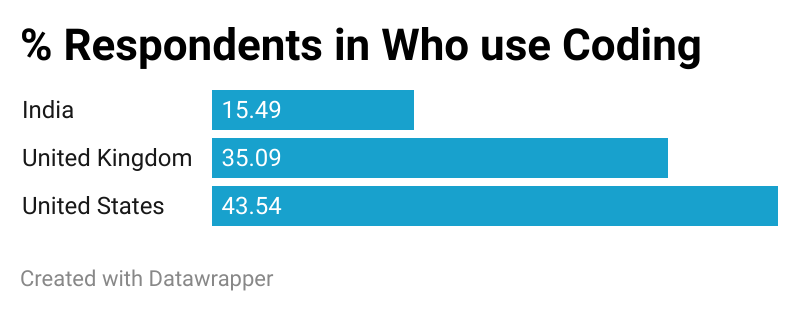 % Respondents in Who use Coding
India 15.49
United Kingdom 35.09
United States 43.54
Created with Datawrapper